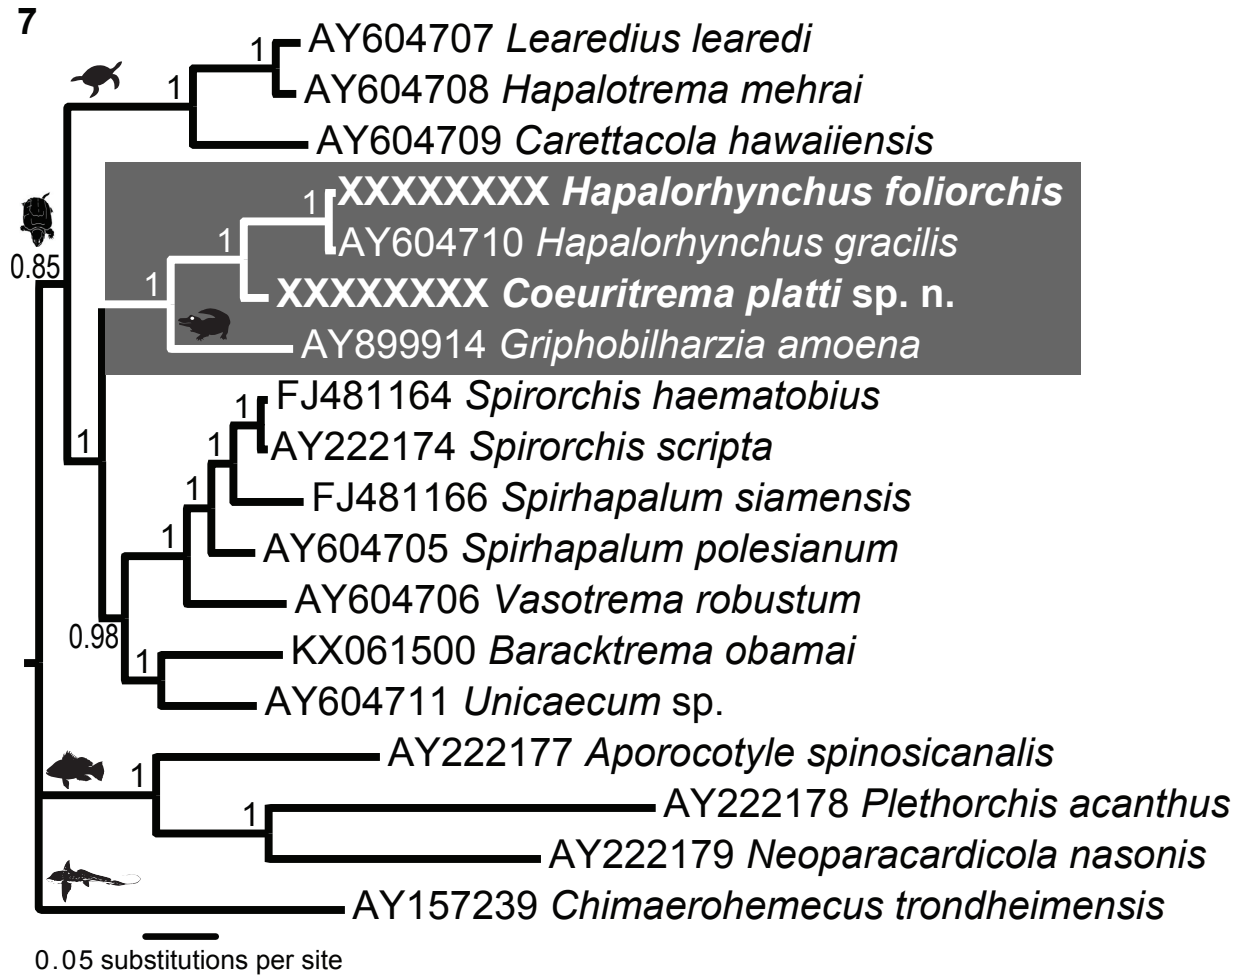 7
1 AY604707 Learedius learedi
1 AY604708 Hapalotrema mehrai
AY604709 Carettacola hawaiiensis
1 XXXXXXXX Hapalorhynchus foliorchis
1 AY604710 Hapalorhynchus gracilis
0.85
1 XXXXXXXX Coeuritrema platti sp. n.
AY899914 Griphobilharzia amoena
1 FJ481164 Spirorchis haematobius
1 1 AY222174 Spirorchis scripta
1 FJ481166 Spirhapalum siamensis
1 AY604705 Spirhapalum polesianum
AY604706 Vasotrema robustum
0.98
1 KX061500 Baracktrema obamai
AY604711 Unicaecum sp.
1 AY222177 Aporocotyle spinosicanalis
1 AY222178 Plethorchis acanthus
AY222179 Neoparacardicola nasonis
AY157239 Chimaerohemecus trondheimensis
0.05 substitutions per site